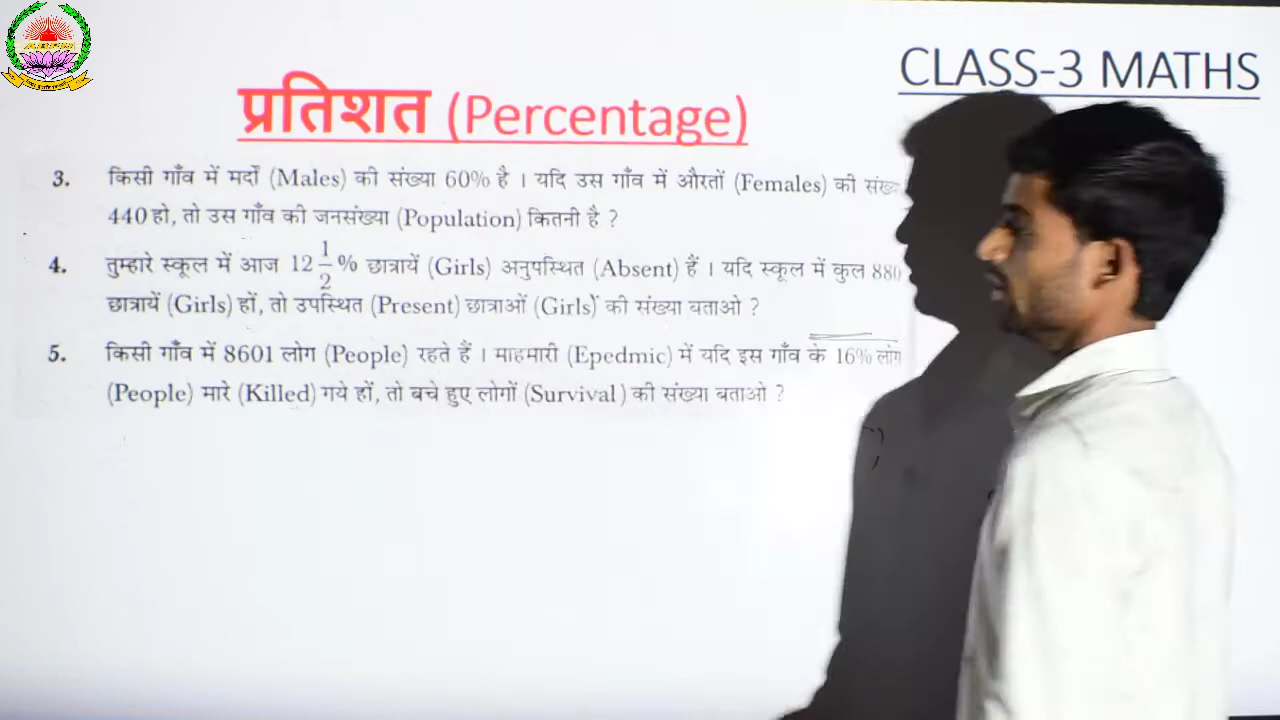 CLASS-3 MATHS
प्रतिशत (Percentage)
3. किसी गाँव में मर्दों (Males) की संख्या 60% है । यदि उस गाँव में औरतों (Females) की
440 हो, तो उस गाँव की जनसंख्या (Population) कितनी है ?
4. तुम्हारे स्कूल में आज 12 1/2 % छात्रायें (Girls) अनुपस्थित (Absent) हैं । यदि स्कूल में कुल 880
छात्रायें (Girls) हों, तो उपस्थित (Present) छात्राओं (Girls) की संख्या बताओ ?
5. किसी गाँव में 8601 लोग (People) रहते हैं । माहमारी (Epedmic) में यदि इस गाँव के 16% लोग
(People) मारे (Killed) गये हों, तो बचे हुए लोगों (Survival) की संख्या बताओ ?